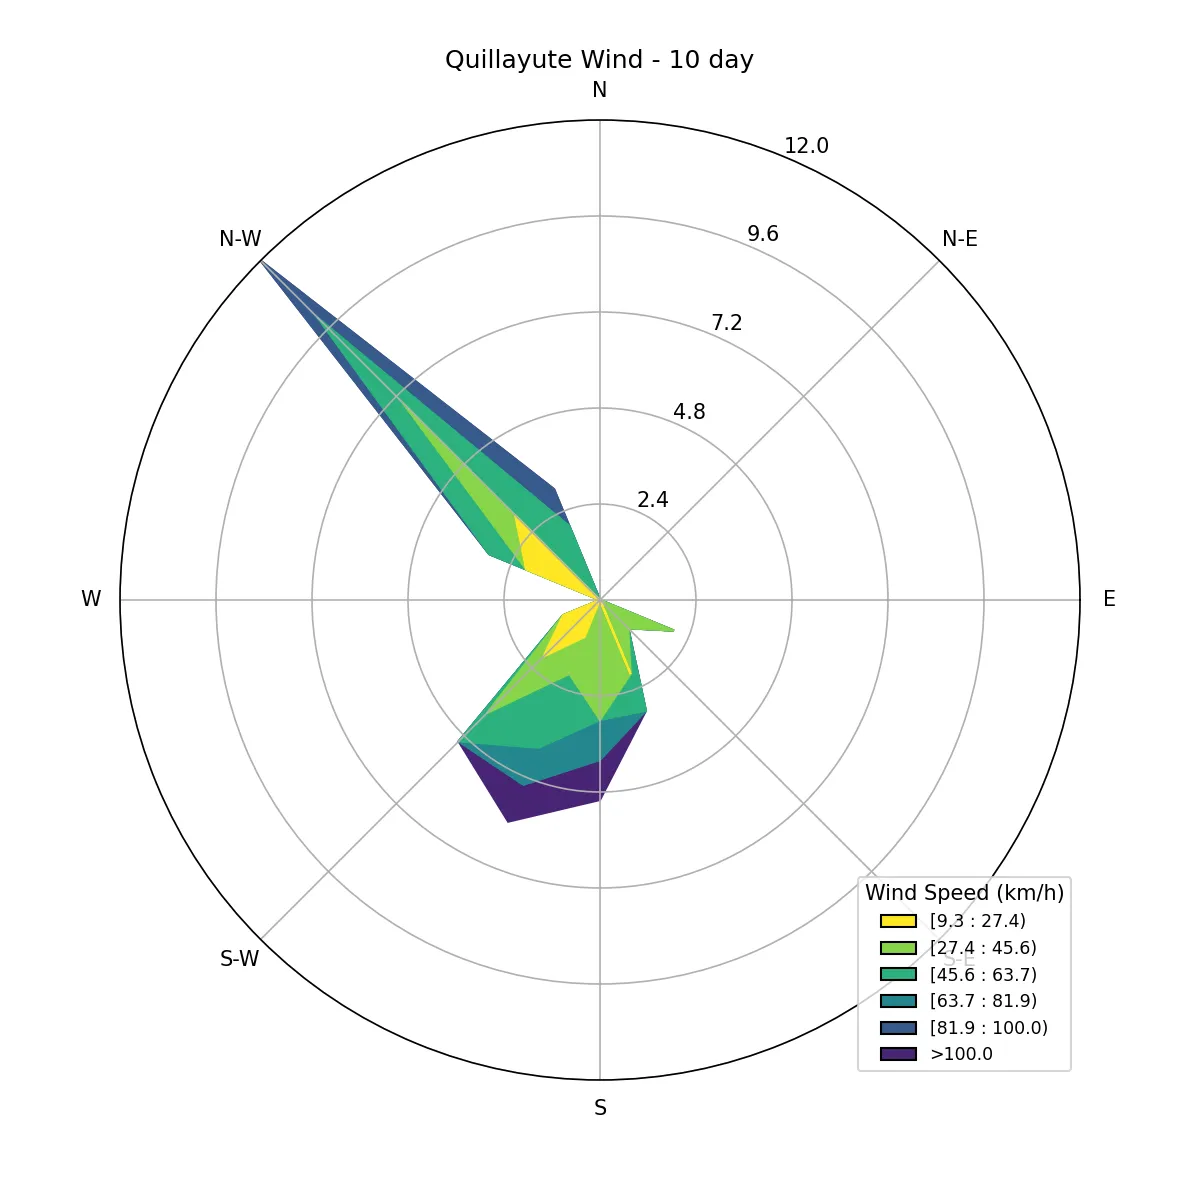 Quillayute Wind - 10 day
N
12.0
N-W
9.6
N-E
7.2
4.8
2.4
W
E
S-W
S-E
S
Wind Speed (km/h)
[9.3 : 27.4)
[27.4 : 45.6)
[45.6 : 63.7)
[63.7 : 81.9)
[81.9 : 100.0)
>100.0